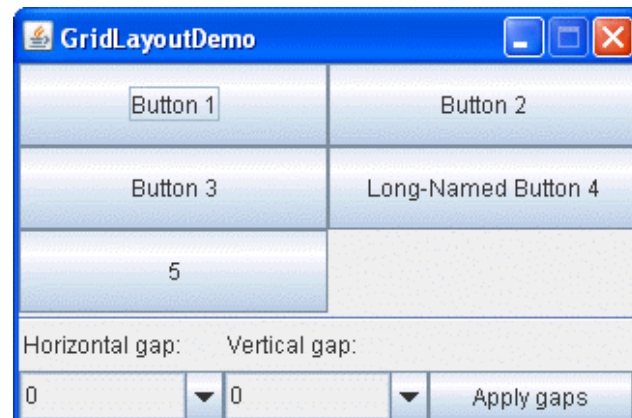 GridLayoutDemo
Button 1 Button 2
Button 3 Long-Named Button 4
5
Horizontal gap: Vertical gap:
0 0 Apply gaps